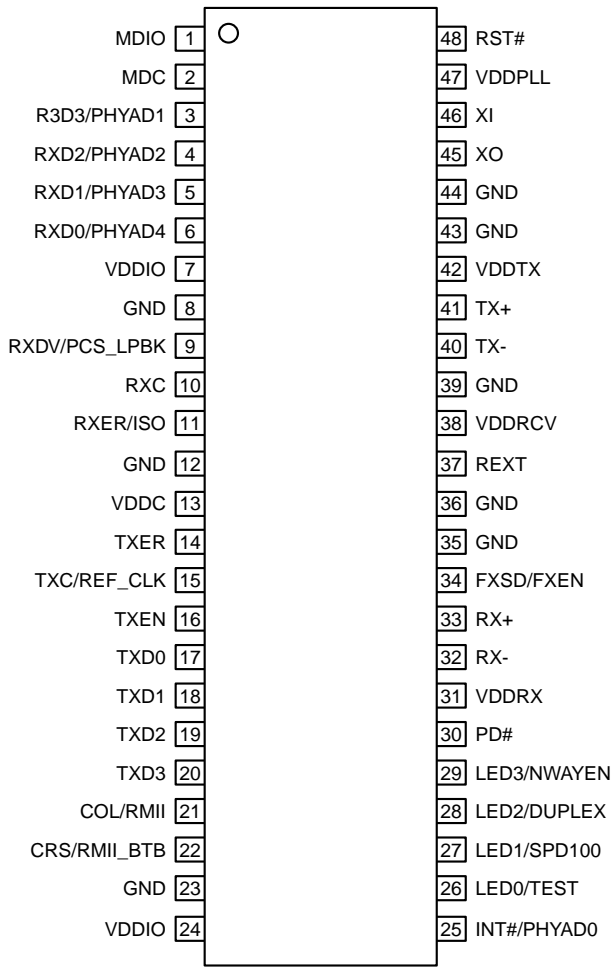 MDIO 1 48 RST#
MDC 2 47 VDDPLL
R3D3/PHYAD1 3 46 XI
RXD2/PHYAD2 4 45 XO
RXD1/PHYAD3 5 44 GND
RXD0/PHYAD4 6 43 GND
VDDIO 7 42 VDDTX
GND 8 41 TX+
RXDV/PCS_LPBK 9 40 TX-
RXC 10 39 GND
RXER/ISO 11 38 VDDRCV
GND 12 37 REXT
VDDC 13 36 GND
TXER 14 35 GND
TXC/REF_CLK 15 34 FXSD/FXEN
TXEN 16 33 RX+
TXD0 17 32 RX-
TXD1 18 31 VDDRX
TXD2 19 30 PD#
TXD3 20 29 LED3/NWAYEN
COL/RMII 21 28 LED2/DUPLEX
CRS/RMII_BTB 22 27 LED1/SPD100
GND 23 26 LED0/TEST
VDDIO 24 25 INT#/PHYAD0